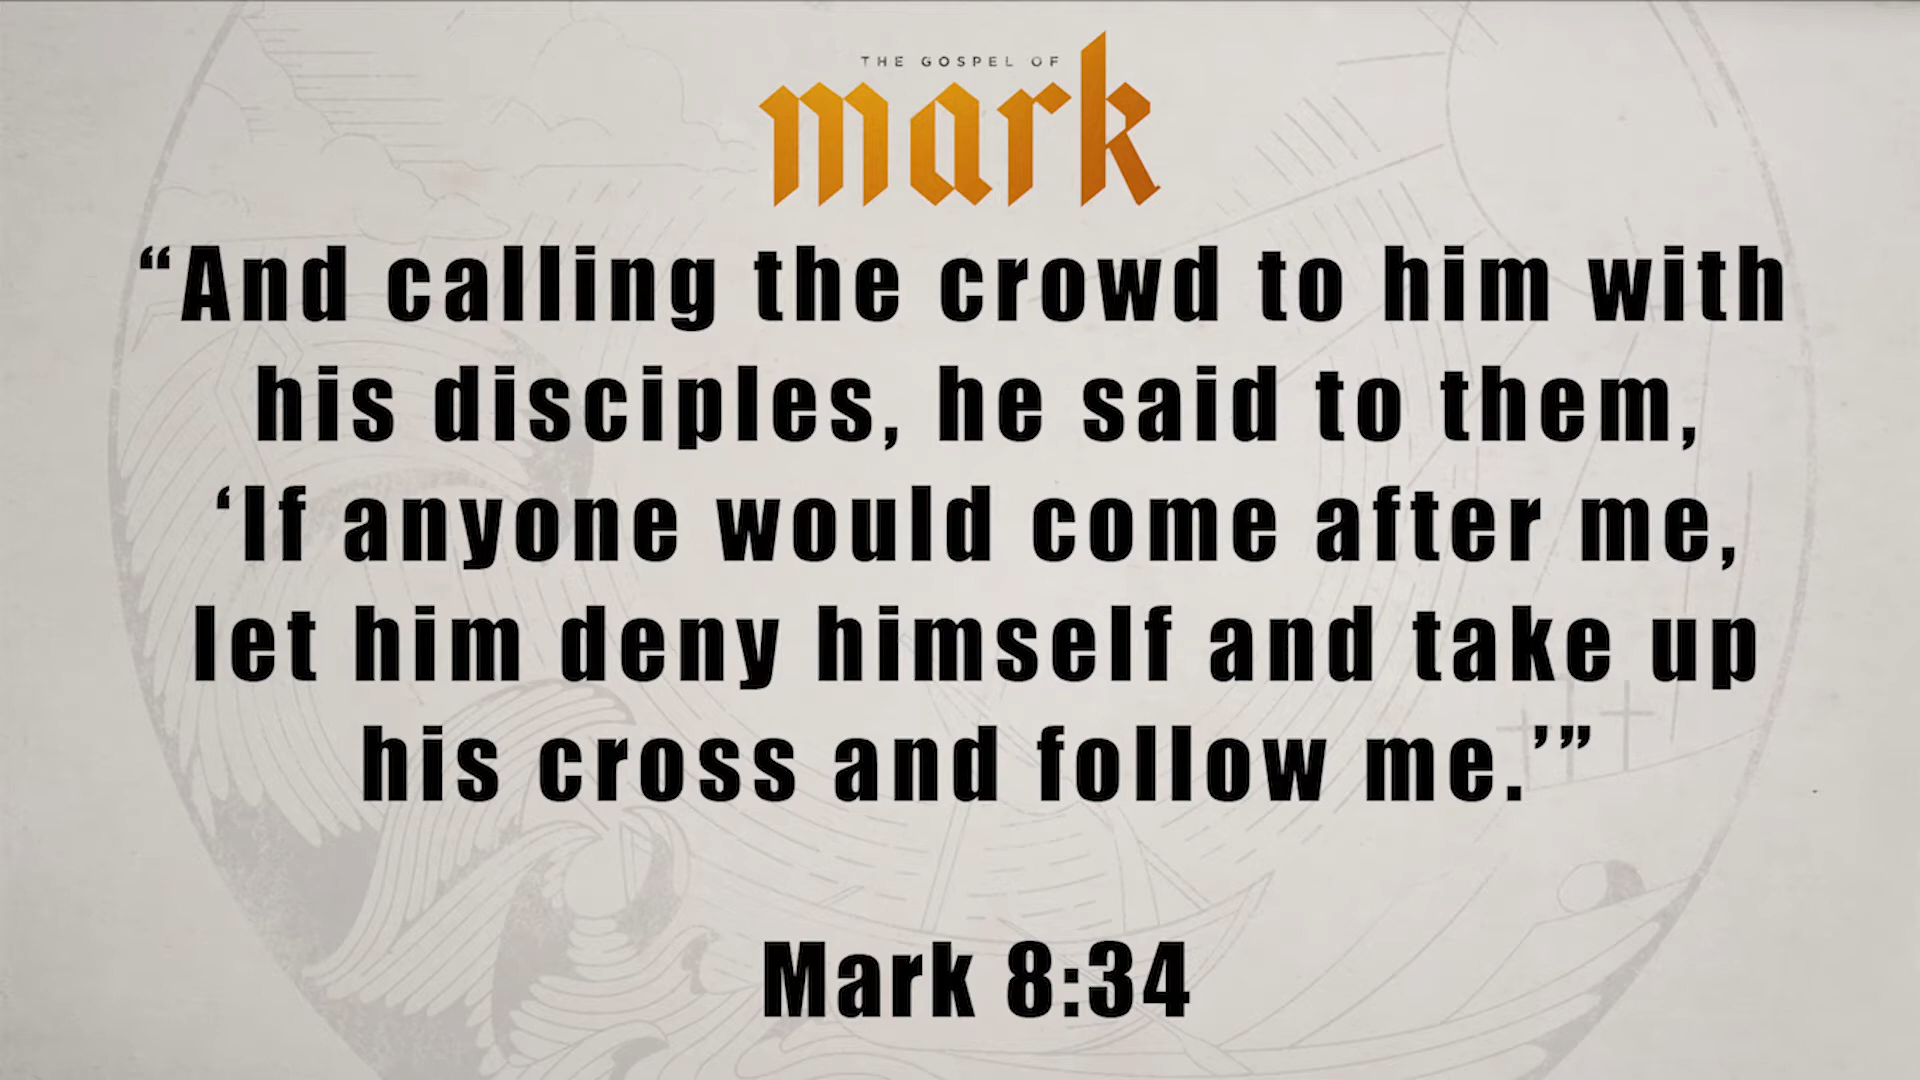 THE GOSPEL OF
mark
“And calling the crowd to him with
his disciples, he said to them,
‘If anyone would come after me,
let him deny himself and take up
his cross and follow me.’”
Mark 8:34